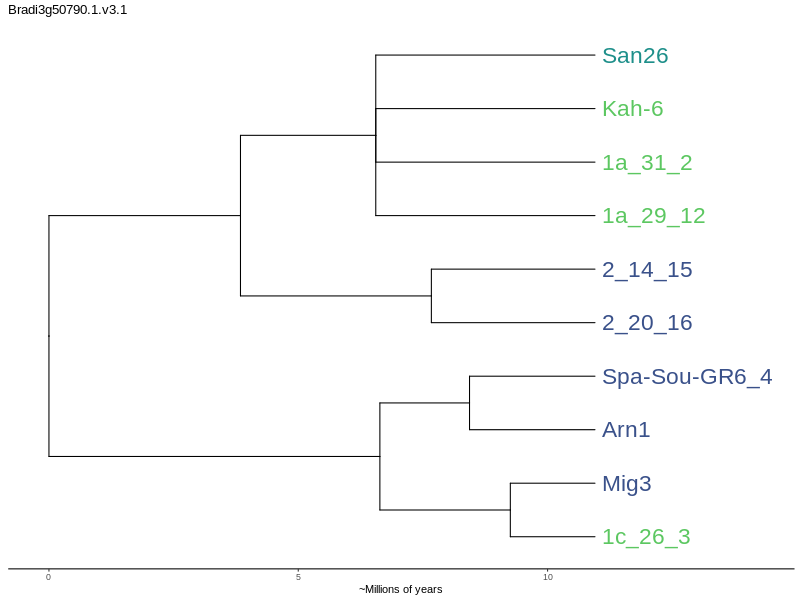 Bradi3g50790.1.v3.1
San26
Kah-6
1a_31_2
1a_29_12
2_14_15
2_20_16
Spa-Sou-GR6_4
Arn1
Mig3
1c_26_3
0 5 10
~Millions of years